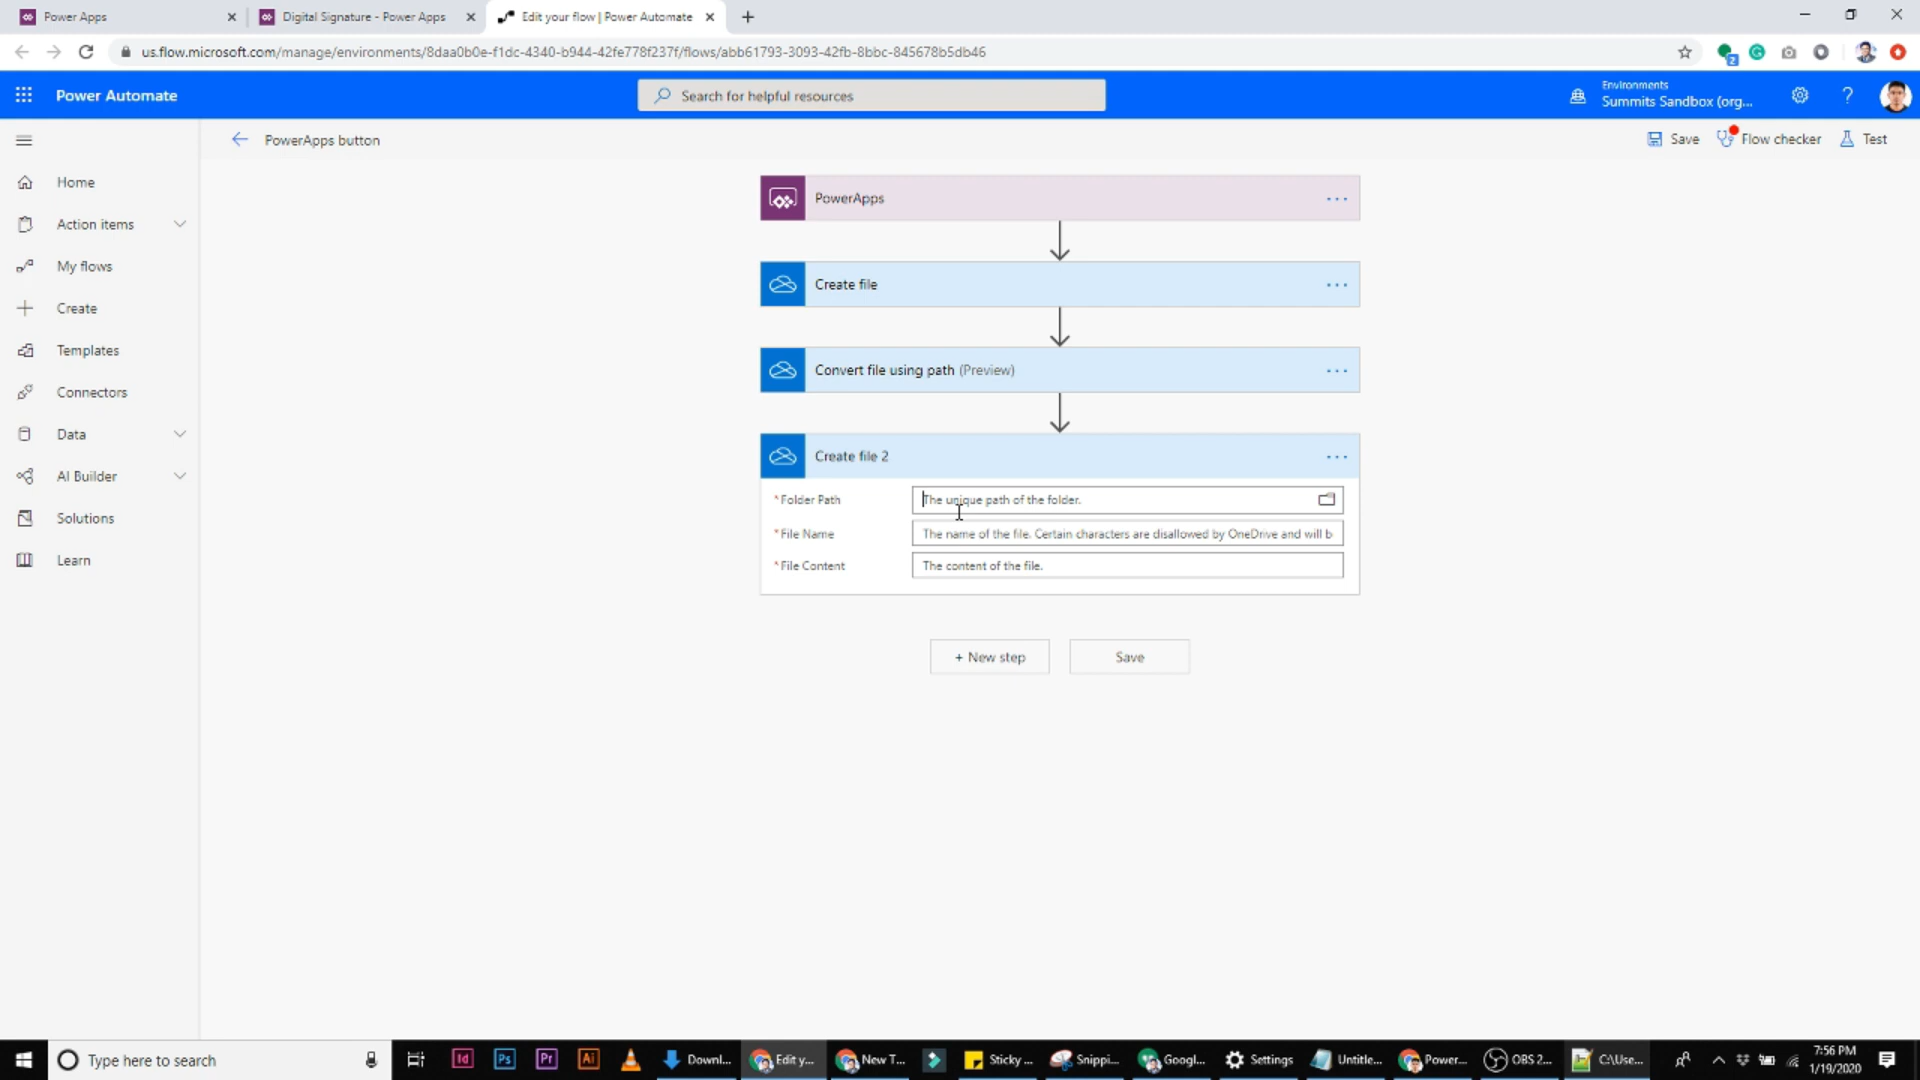 Power Apps
Digital Signature - Power Apps
Edit your flow | Power Automate
us.flow.microsoft.com/manage/environments/8daa0b0e-f1dc-4340-b944-42fe778f237f/flows/abb61793-3093-42fb-8bbc-845678b5db46
2
Power Automate
Search for helpful resources
Environments
Summits Sandbox (org...
?
PowerApps button
Save
Flow checker
Test
Home
Action items
My flows
Create
Templates
Connectors
Data
AI Builder
Solutions
Learn
PowerApps
Create file
Convert file using path (Preview)
Create file 2
* Folder Path
The unique path of the folder.
* File Name
The name of the file. Certain characters are disallowed by OneDrive and will b
* File Content
The content of the file.
+ New step
Save
Type here to search
Id
Ps
Pr
Ai
Downl...
Edit y...
New T...
Sticky ...
Snippi...
Googl...
Settings
Untitle...
Power...
OBS 2...
C:\Use...
7:56 PM
1/19/2020